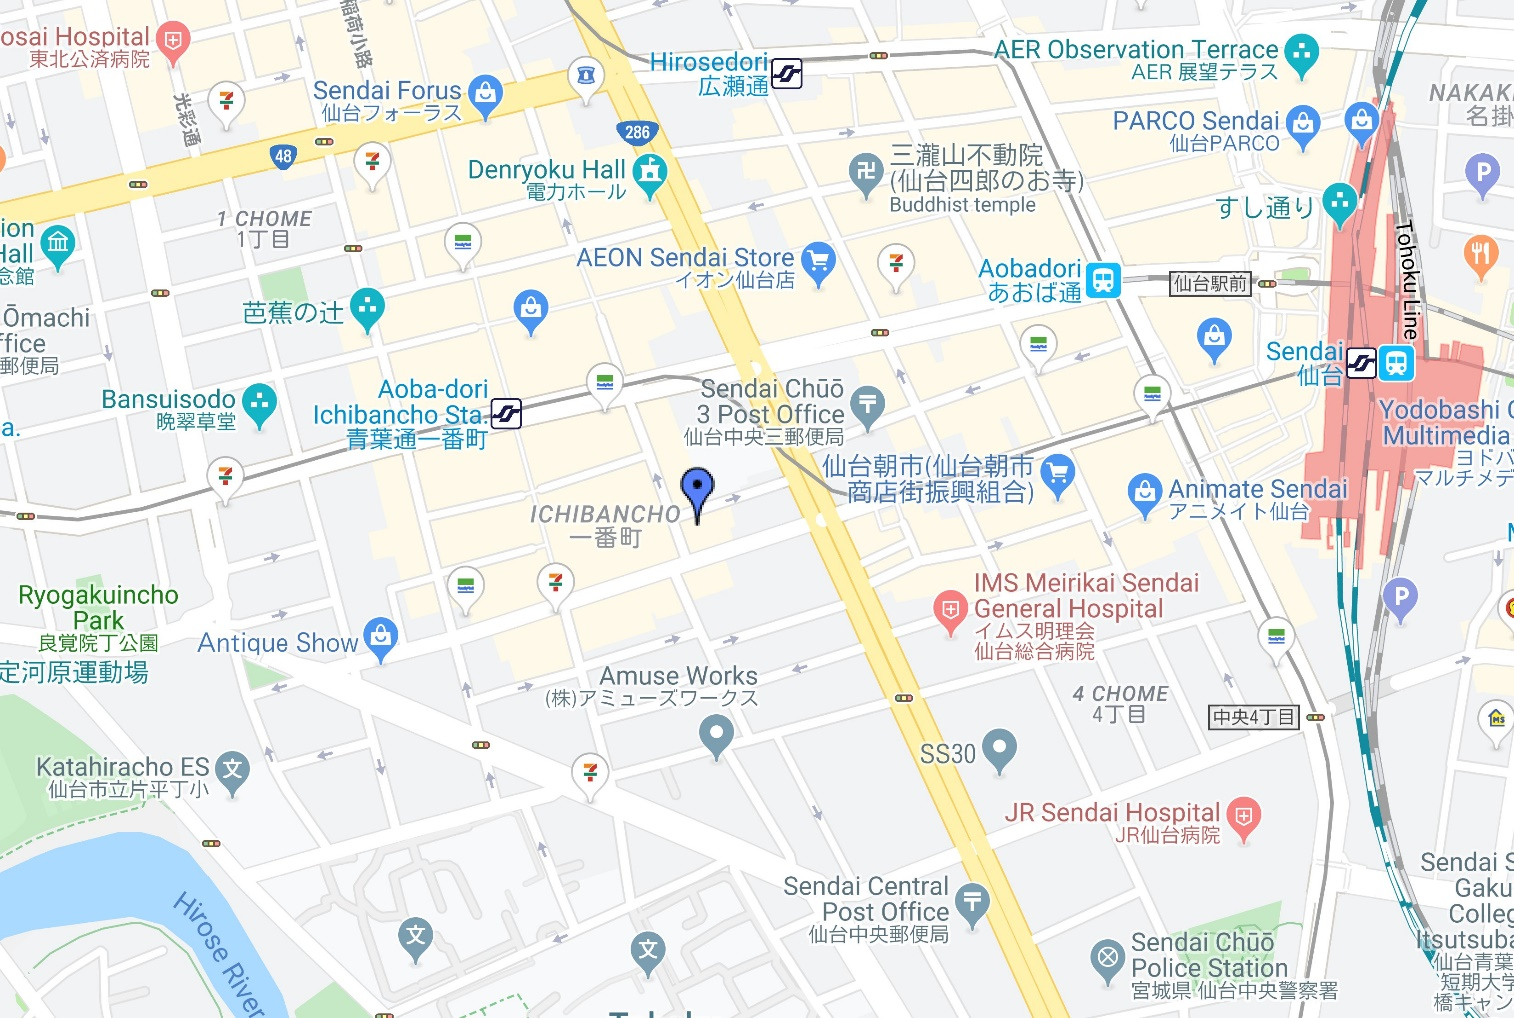 osai Hospital
東北公済病院
稲荷小路
光彩通
Sendai Forus
仙台フォーラス
Hirosedori
広瀬通
AER Observation Terrace
AER 展望テラス
NAKAK
名掛
PARCO Sendai
仙台PARCO
286
48
Denryoku Hall
電力ホール
三瀧山不動院
(仙台四郎のお寺)
Buddhist temple
すし通り
Tohoku Line
1 CHOME
1丁目
ion
Hall
念館
AEON Sendai Store
イオン仙台店
Aobadori
あおば通
仙台駅前
芭蕉の辻
Ōmachi
ffice
郵便局
Sendai
仙台
Bansuisodo
晩翠草堂
Aoba-dori
Ichibancho Sta.
青葉通一番町
Sendai Chūō
3 Post Office
仙台中央三郵便局
a.
Yodobashi C
Multimedia
ヨドバ
マルチメデ
仙台朝市(仙台朝市
商店街振興組合)
Animate Sendai
アニメイト仙台
ICHIBANCHO
一番町
Ryogakuincho
Park
良覚院丁公園
Antique Show
定河原運動場
IMS Meirikai Sendai
General Hospital
イムス明理会
仙台総合病院
P
P
Amuse Works
(株)アミューズワークス
4 CHOME
4丁目
中央4丁目
MS
SS30
Katahiracho ES
仙台市立片平丁小
文
JR Sendai Hospital
JR仙台病院
Hirose River
文
文
Sendai Central
Post Office
仙台中央郵便局
Sendai Chūō
Police Station
宮城県 仙台中央警察署
Sendai S
Gaku
Colleg
Itsutsuba
仙台青葉
短期大学
橋キャン